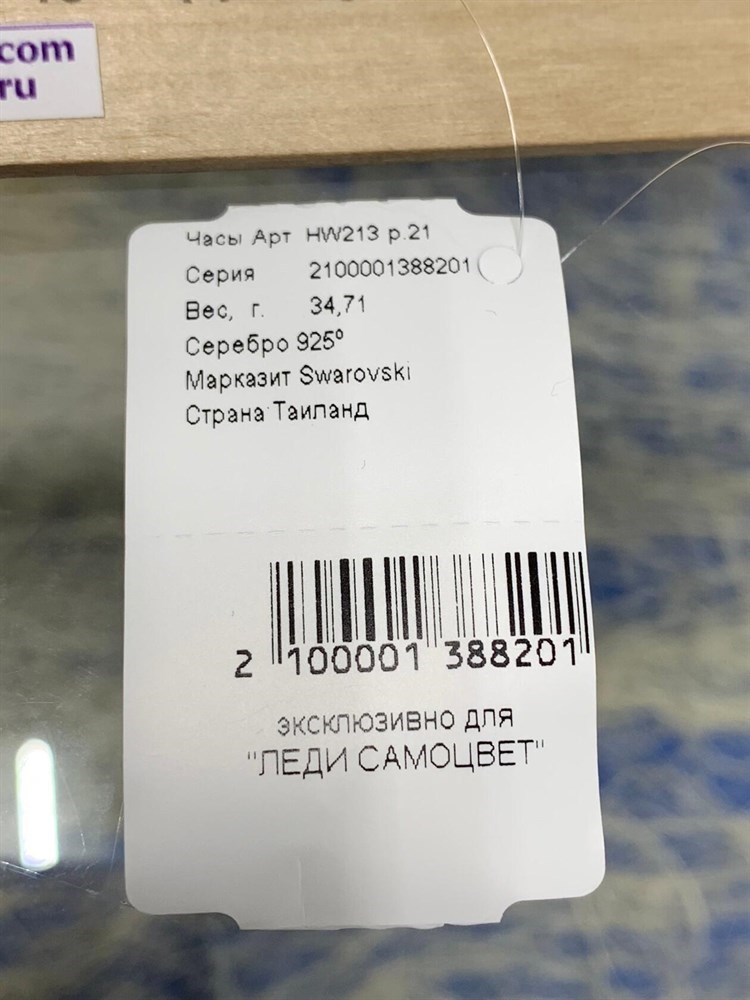 .com
ru
Часы Арт HW213 р.21
Серия 2100001388201
Вес, г. 34,71
Серебро 925º
Марказит Swarovski
Страна Таиланд
2 100001 388201
ЭКСКЛЮЗИВНО ДЛЯ
"ЛЕДИ САМОЦВЕТ"